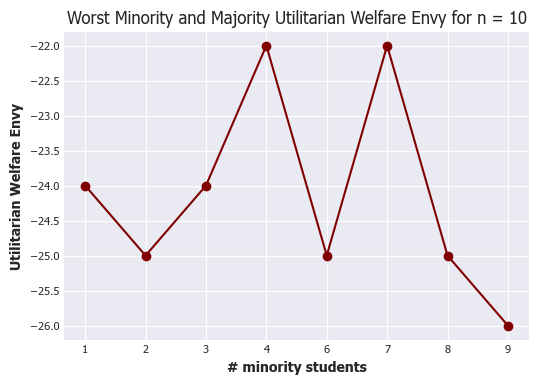 Worst Minority and Majority Utilitarian Welfare Envy for n = 10
−22.0
−22.5
−23.0
−23.5
−24.0
−24.5
−25.0
−25.5
−26.0
Utilitarian Welfare Envy
1 2 3 4 6 7 8 9
# minority students